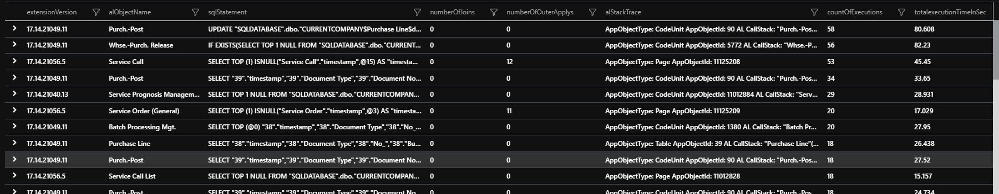 extensionVersion alObjectName sqlStatement numberOfJoins numberOfOuterApplys alStackTrace countOfExecutions totalexecutionTimeInSec
17.14.21049.11 Purch.-Post UPDATE "SQLDATABASE".dbo."CURRENTCOMPANY$Purchase Line$d... 0 0 AppObjectType: CodeUnit AppObjectId: 90 AL CallStack: "Purch.-Pos... 58 80.608
17.14.21049.11 Whse.-Purch. Release IF EXISTS(SELECT TOP 1 NULL FROM "SQLDATABASE".dbo."CURRENT... 0 0 AppObjectType: CodeUnit AppObjectId: 5772 AL CallStack: "Whse.-P... 56 82.23
17.14.21056.5 Service Call SELECT TOP (1) ISNULL("Service Call"."timestamp",@15) AS "timesta... 0 12 AppObjectType: Page AppObjectId: 11125208 53 45.45
17.14.21049.11 Purch.-Post SELECT "39"."timestamp","39"."Document Type","39"."Document No... 0 0 AppObjectType: CodeUnit AppObjectId: 90 AL CallStack: "Purch.-Pos... 34 33.65
17.14.21040.13 Service Prognosis Managem... SELECT TOP 1 NULL FROM "SQLDATABASE".dbo."CURRENTCOMPAN... 0 0 AppObjectType: CodeUnit AppObjectId: 11012884 AL CallStack: "Serv... 29 28.931
17.14.21056.5 Service Order (General) SELECT TOP (1) ISNULL("Service Order"."timestamp",@3) AS "timesta... 0 11 AppObjectType: Page AppObjectId: 11125209 20 17.029
17.14.21049.11 Batch Processing Mgt. SELECT TOP (@0) "38"."timestamp","38"."Document Type","38"."No_... 0 0 AppObjectType: CodeUnit AppObjectId: 1380 AL CallStack: "Batch Pr... 20 27.95
17.14.21049.11 Purchase Line SELECT "38"."timestamp","38"."Document Type","38"."No_","38"."Bu... 0 0 AppObjectType: Table AppObjectId: 39 AL CallStack: "Purchase Line"(... 18 26.438
17.14.21049.11 Purch.-Post SELECT "39"."timestamp","39"."Document Type","39"."Document No... 0 0 AppObjectType: CodeUnit AppObjectId: 90 AL CallStack: "Purch.-Pos... 18 27.52
17.14.21056.5 Service Call List SELECT TOP 1 NULL FROM "SQLDATABASE".dbo."CURRENTCOMPAN... 0 0 AppObjectType: Page AppObjectId: 11012828 18 15.157
17.14.21049.11 Purch.-Post SELECT "39"."timestamp","39"."Document Type","39"."Document No... 0 0 AppObjectType: CodeUnit AppObjectId: 90 AL CallStack: "Purch.-Pos... 18 24.734